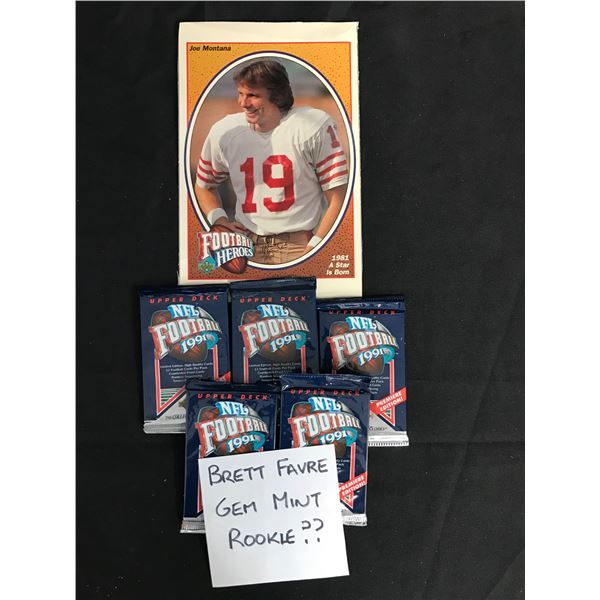 Joe Montana
19
1
FOOTBALL
HEROES
1981
A Star
Is Born
UPPER DECK
NFL
FOOTBALL
1991
UPPER DECK
NFL
FOOTBALL
1991
UPPER DECK
NFL
FOOTBALL
1991
PREMIERE
EDITION!
UPPER DECK
NFL
FOOTBALL
1991
UPPER DECK
NFL
FOOTBALL
1991
PREMIERE
EDITION!
BRETT FAVRE
GEM MINT
ROOKIE??